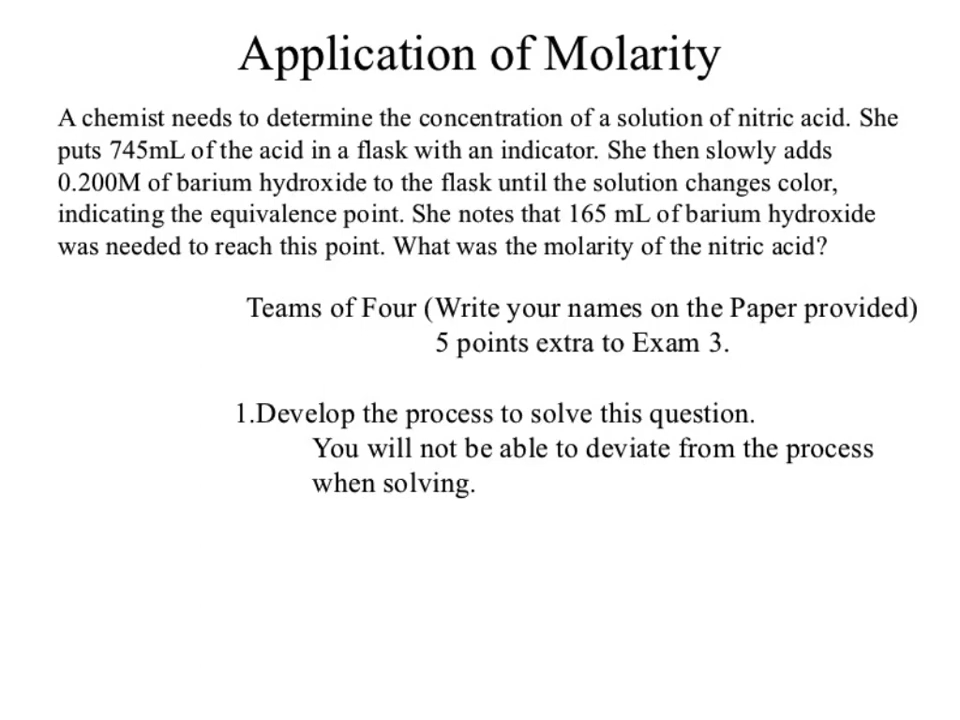 Application of Molarity
A chemist needs to determine the concentration of a solution of nitric acid. She
puts 745mL of the acid in a flask with an indicator. She then slowly adds
0.200M of barium hydroxide to the flask until the solution changes color,
indicating the equivalence point. She notes that 165 mL of barium hydroxide
was needed to reach this point. What was the molarity of the nitric acid?
Teams of Four (Write your names on the Paper provided)
5 points extra to Exam 3.
1.Develop the process to solve this question.
You will not be able to deviate from the process
when solving.